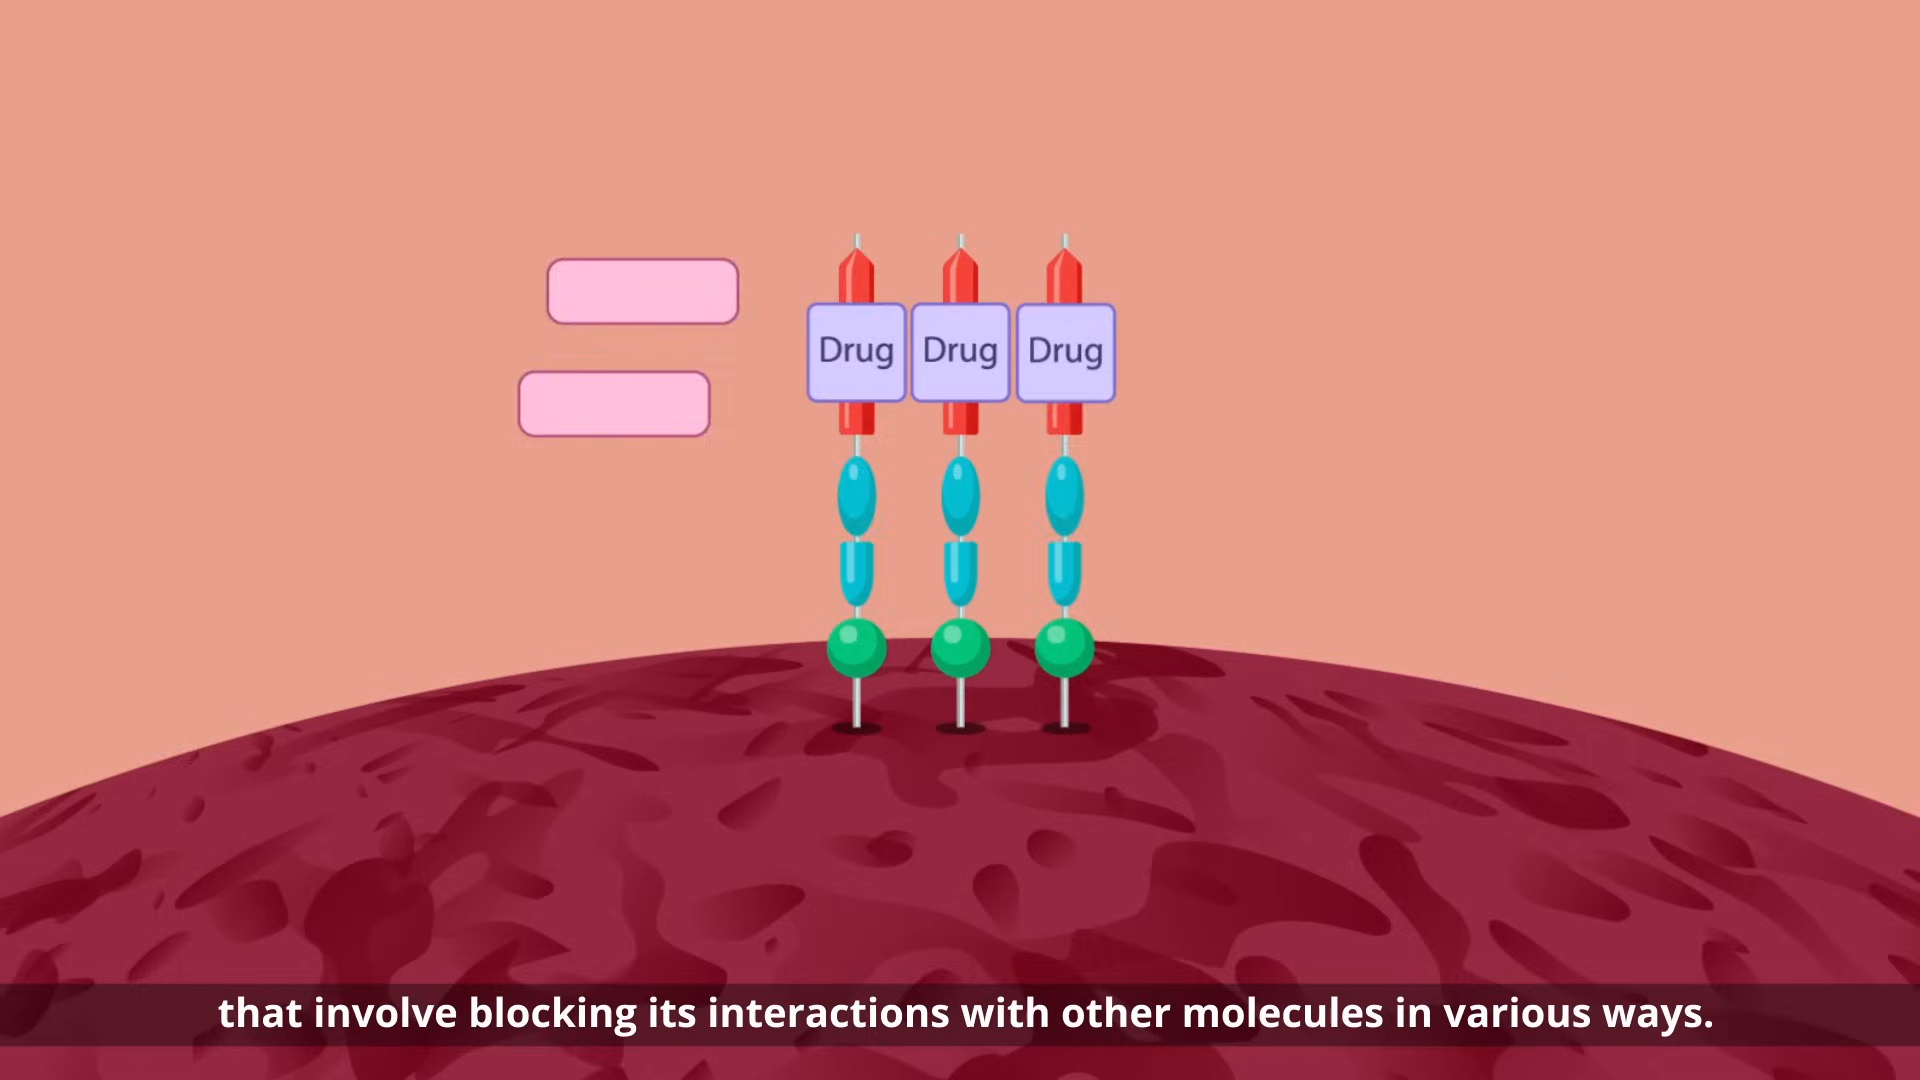 Drug Drug Drug
that involve blocking its interactions with other molecules in various ways.